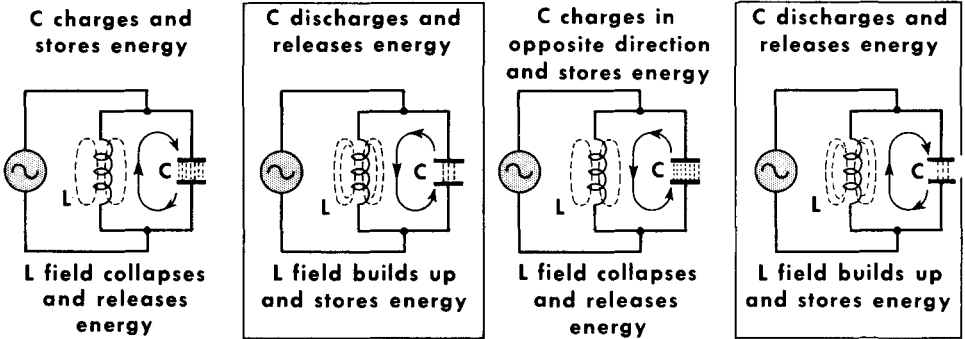 C charges and
stores energy
L
C
L field collapses
and releases
energy
C discharges and
releases energy
L
C
L field builds up
and stores energy
C charges in
opposite direction
and stores energy
L
C
L field collapses
and releases
energy
C discharges and
releases energy
L
C
L field builds up
and stores energy